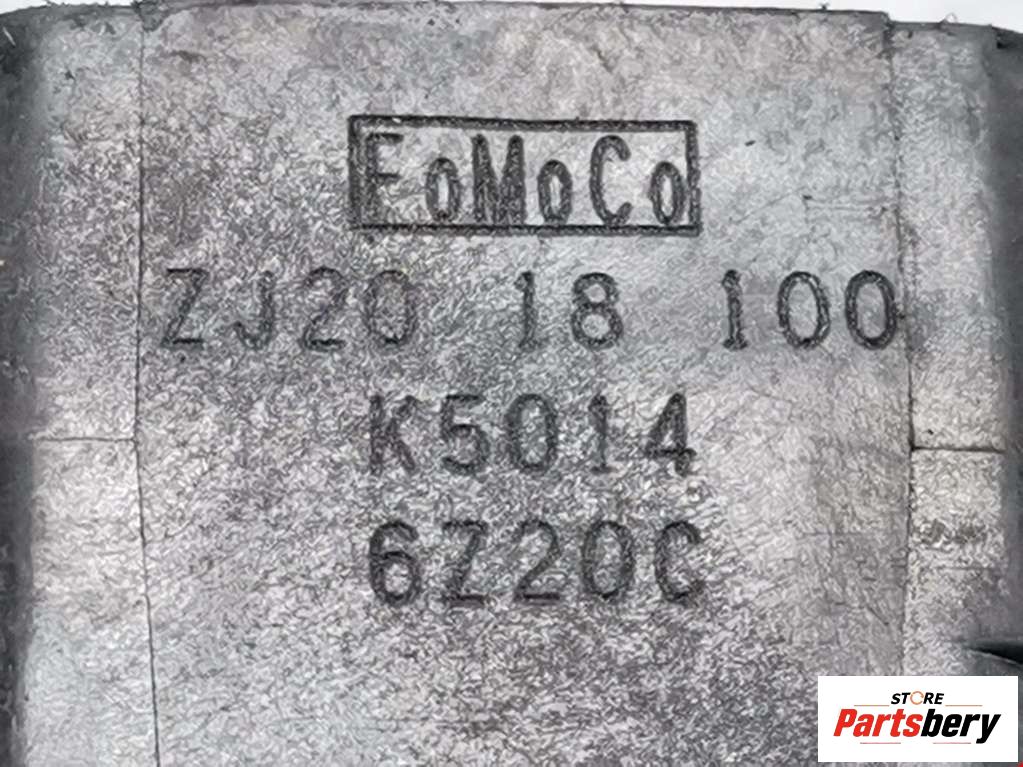 FoMoCo
ZJ20 18 100
K5014
6Z20C
STORE
Partsbery